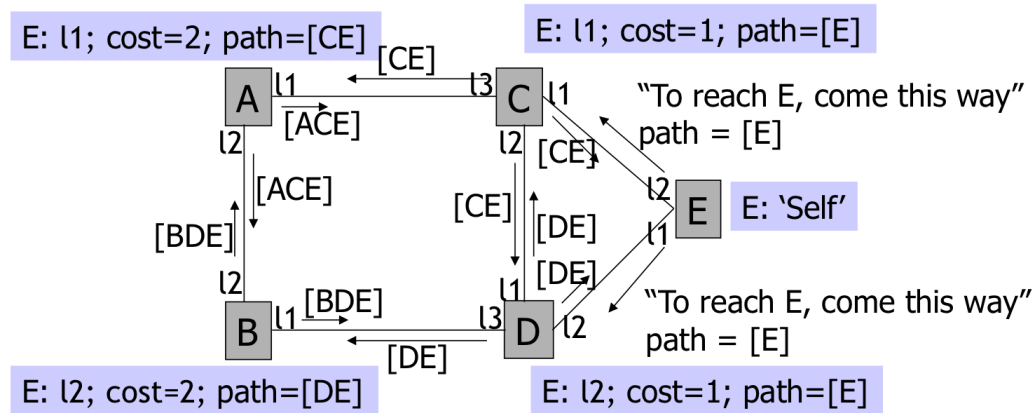 E: l1; cost=2; path=[CE]
E: l1; cost=1; path=[E]
[CE]
A
l1
l3
C
l1
"To reach E, come this way"
path = [E]
[ACE]
l2
l2
[CE]
[ACE]
[CE]
l2
E
E: 'Self'
[BDE]
[DE]
l1
[DE]
l2
l1
"To reach E, come this way"
path = [E]
[BDE]
B
l1
l3
D
l2
[DE]
E: l2; cost=2; path=[DE]
E: l2; cost=1; path=[E]